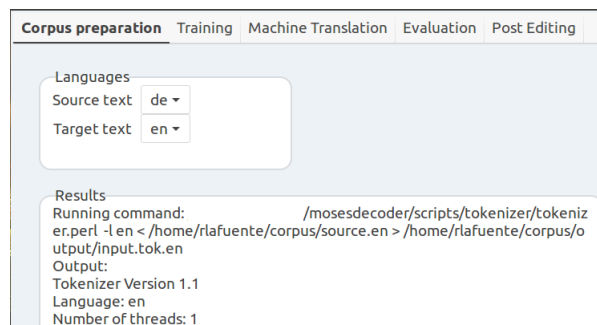 Corpus preparation Training Machine Translation Evaluation Post Editing
Languages
Source text de
Target text en
Results
Running command: /mosesdecoder/scripts/tokenizer/tokeniz
er.perl -l en < /home/rlafuente/corpus/source.en > /home/rlafuente/corpus/o
utput/input.tok.en
Output:
Tokenizer Version 1.1
Language: en
Number of threads: 1